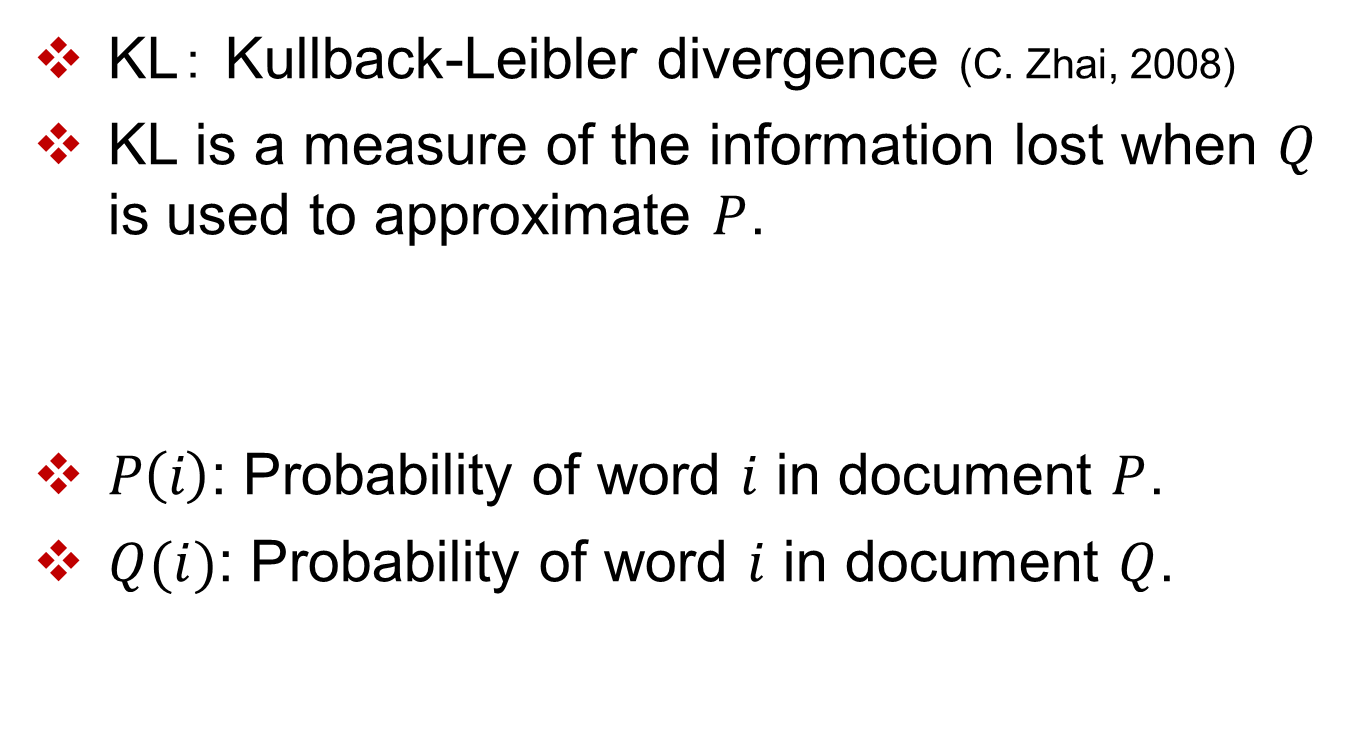 ❖ KL: Kullback-Leibler divergence (C. Zhai, 2008)
❖ KL is a measure of the information lost when Q
is used to approximate P.
❖ P(i): Probability of word i in document P.
❖ Q(i): Probability of word i in document Q.